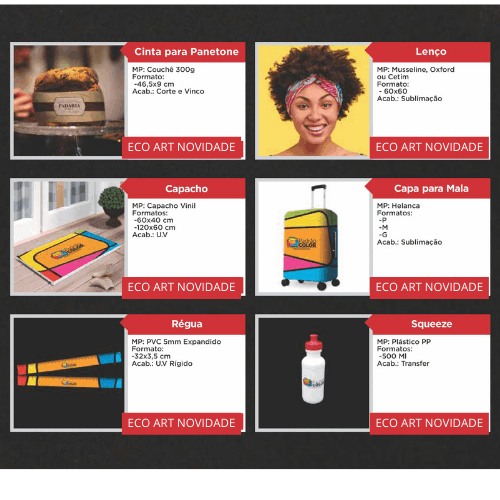 Cinta para Panetone
MP: Couchê 300g
Formato:
-46,5x9 cm
Acab.: Corte e Vinco
PADARIA
ECO ART NOVIDADE
Lenço
MP: Musseline, Oxford
ou Cetim
Formato:
- 60x60
Acab.: Sublimação
ECO ART NOVIDADE
Capacho
MP: Capacho Vinil
Formatos:
-60x40 cm
-120x60 cm
Acab.: U.V
COLOR
ECO ART NOVIDADE
Capa para Mala
MP: Helanca
Formatos:
-P
-M
-G
Acab.: Sublimação
COLOR
ECO ART NOVIDADE
Régua
MP: PVC 5mm Expandido
Formato:
-32x3,5 cm
Acab.: U.V Rígido
ECO ART NOVIDADE
Squeeze
MP: Plástico PP
Formatos:
-500 Ml
Acab.: Transfer
ECO ART NOVIDADE